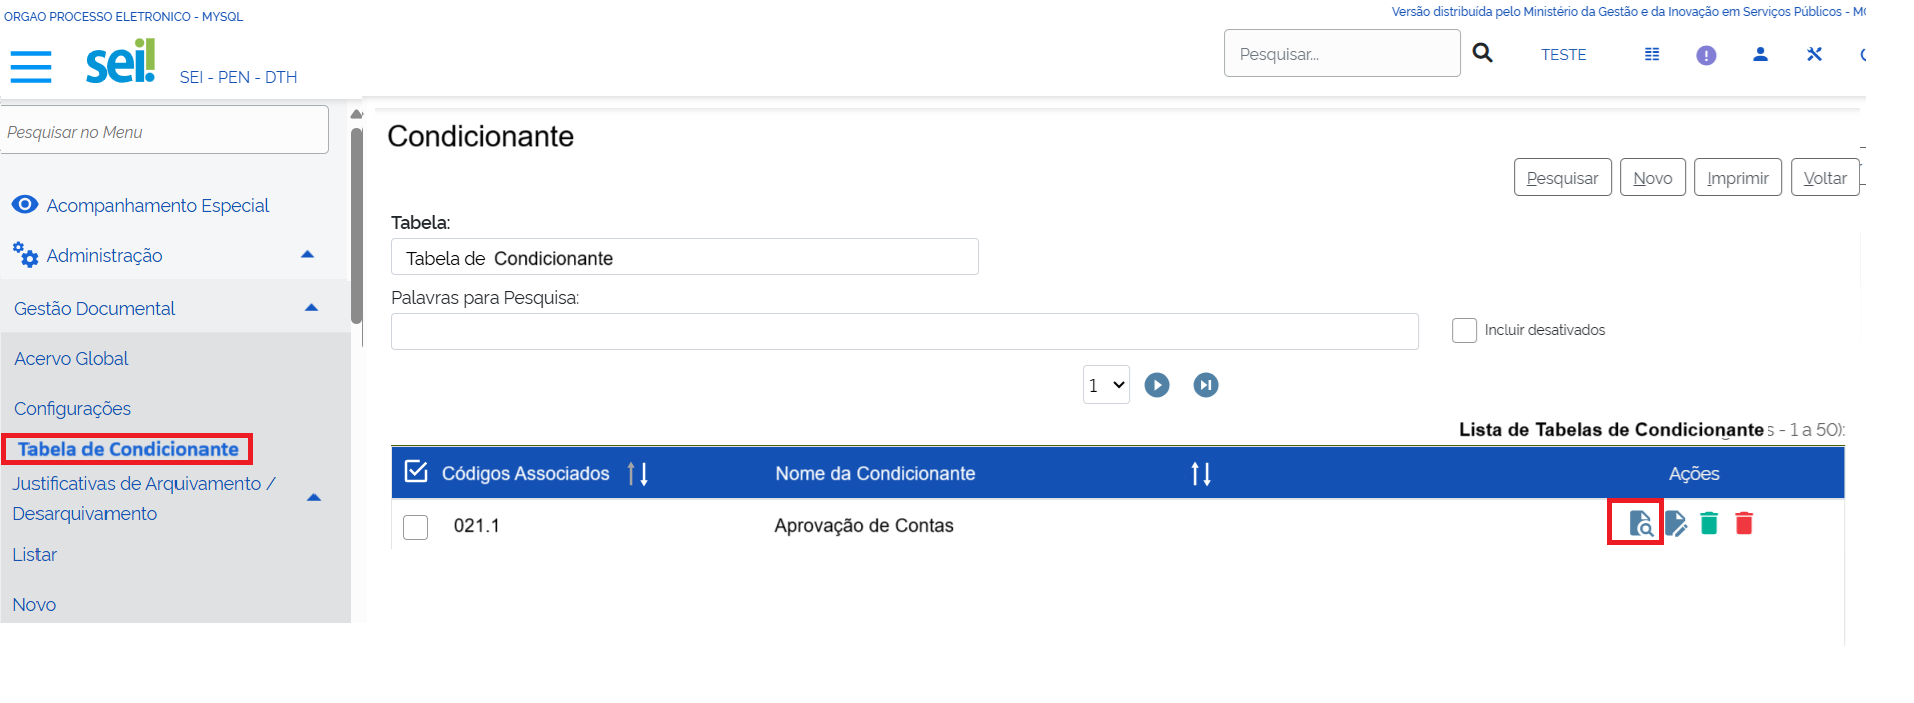 ORGAO PROCESSO ELETRONICO - MYSQL
Versão distribuída pelo Ministério da Gestão e da Inovação em Serviços Públicos - MG
sei!
SEI - PEN - DTH
Pesquisar...
TESTE
Pesquisar no Menu
Acompanhamento Especial
Administração
Gestão Documental
Acervo Global
Configurações
Tabela de Condicionante
Justificativas de Arquivamento /
Desarquivamento
Listar
Novo
Condicionante
Pesquisar Novo Imprimir Voltar
Tabela:
Tabela de Condicionante
Palavras para Pesquisa:
Incluir desativados
1
Lista de Tabelas de Condicionante s - 1 a 50):
Códigos Associados Nome da Condicionante Ações
021.1 Aprovação de Contas